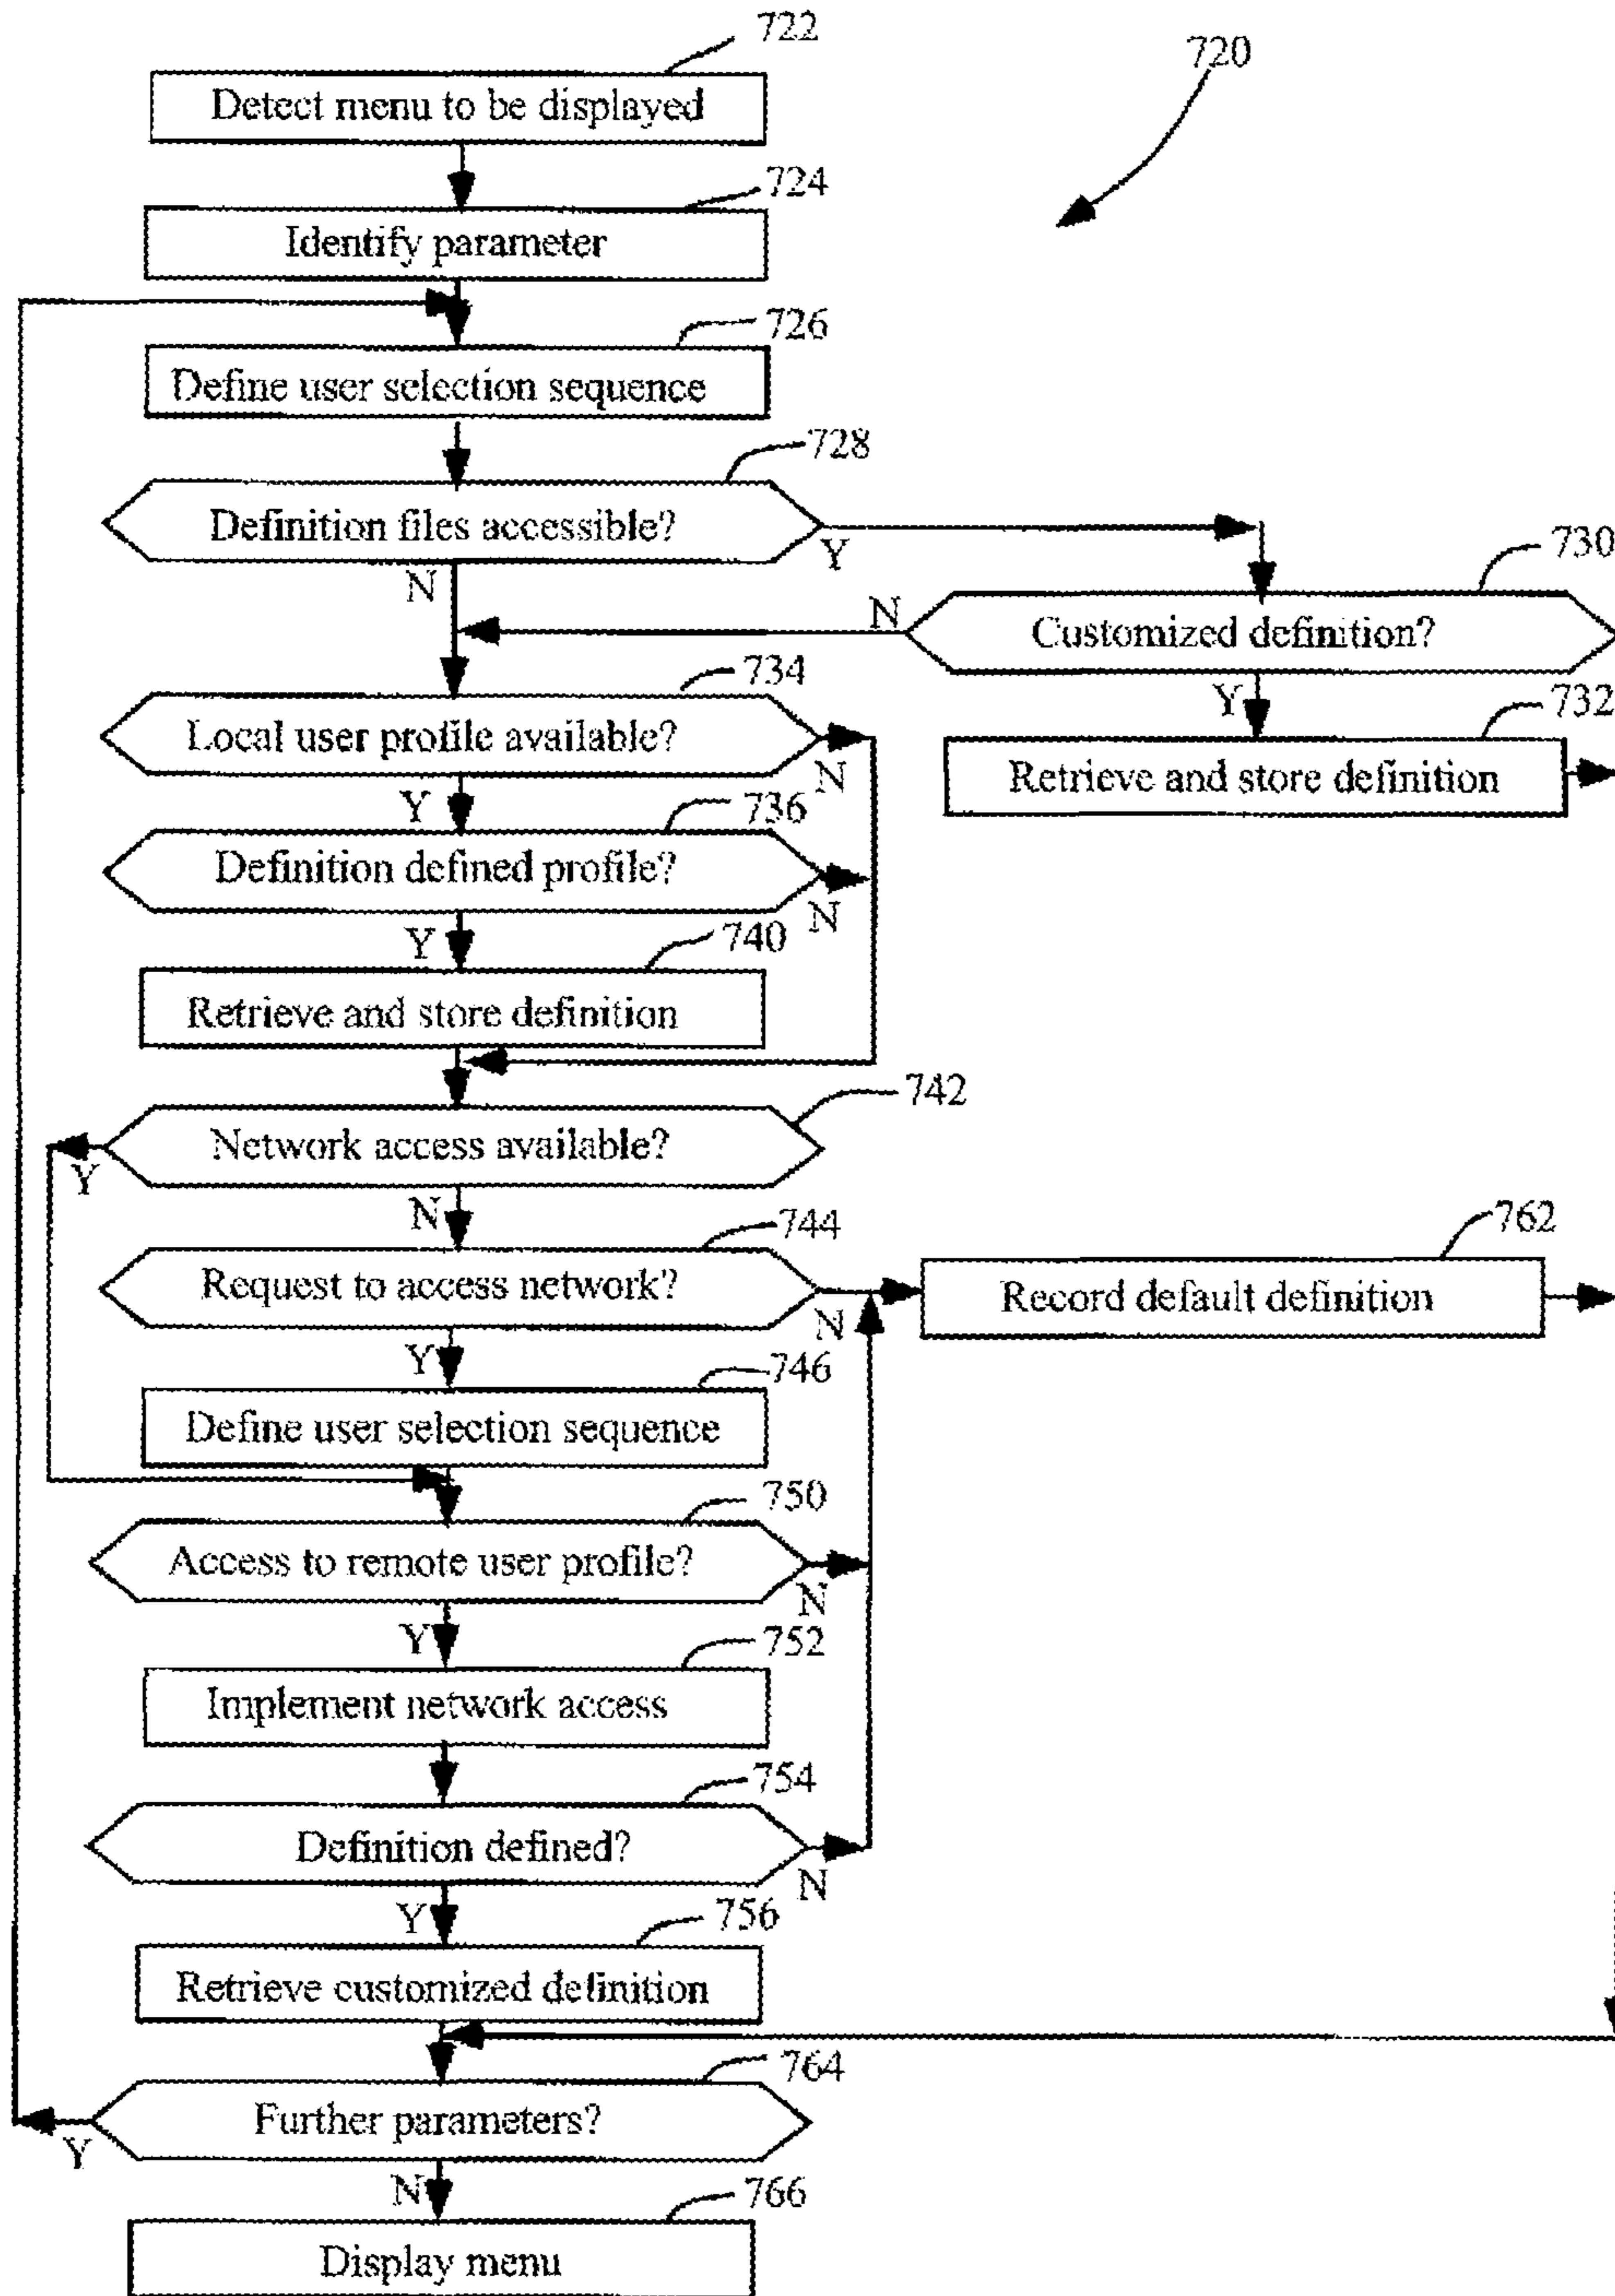 722
720
Detect menu to be displayed
724
Identify parameter
726
Define user selection sequence
728
Definition files accessible?
Y
730
N
N
Customized definition?
734
Y
732
Local user profile available?
N
Retrieve and store definition
Y
736
Definition defined profile?
N
Y
740
Retrieve and store definition
742
Network access available?
Y
N
744
762
Request to access network?
N
Record default definition
Y
746
Define user selection sequence
750
Access to remote user profile?
N
Y
752
Implement network access
754
Definition defined?
N
Y
756
Retrieve customized definition
764
Further parameters?
Y
N
766
Display menu